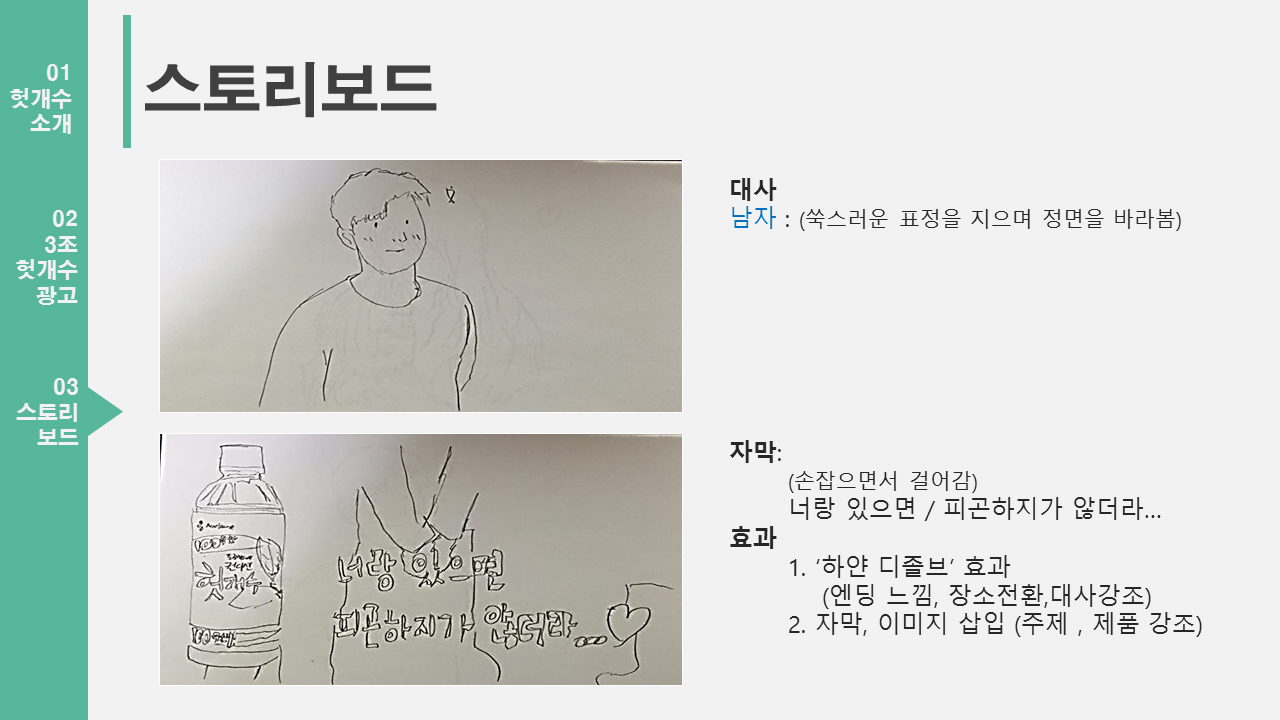 01
헛개수
소개
02
3조
헛개수
광고
03
스토리
보드
스토리보드
대사
남자 : (쑥스러운 표정을 지으며 정면을 바라봄)
헛개수
너랑 있으면
피곤하지가 않더라...
자막:
(손잡으면서 걸어감)
너랑 있으면 / 피곤하지가 않더라...
효과
1. ‘하얀 디졸브’ 효과
(엔딩 느낌, 장소전환,대사강조)
2. 자막, 이미지 삽입 (주제 , 제품 강조)